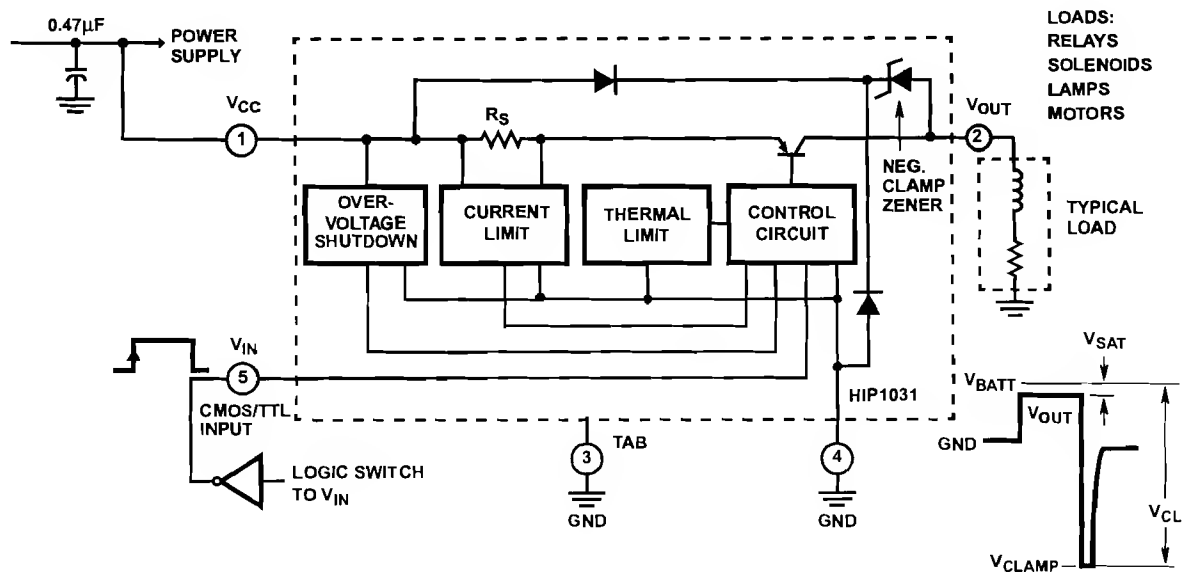 0.47µF
POWER
SUPPLY
LOADS:
RELAYS
SOLENOIDS
LAMPS
MOTORS
VCC
1
RS
VOUT
2
NEG.
CLAMP
ZENER
OVER-
VOLTAGE
SHUTDOWN
CURRENT
LIMIT
THERMAL
LIMIT
CONTROL
CIRCUIT
TYPICAL
LOAD
VIN
5
CMOS/TTL
INPUT
HIP1031
LOGIC SWITCH
TO VIN
3
TAB
GND
4
GND
VSAT
VBATT
VOUT
GND
VCL
VCLAMP